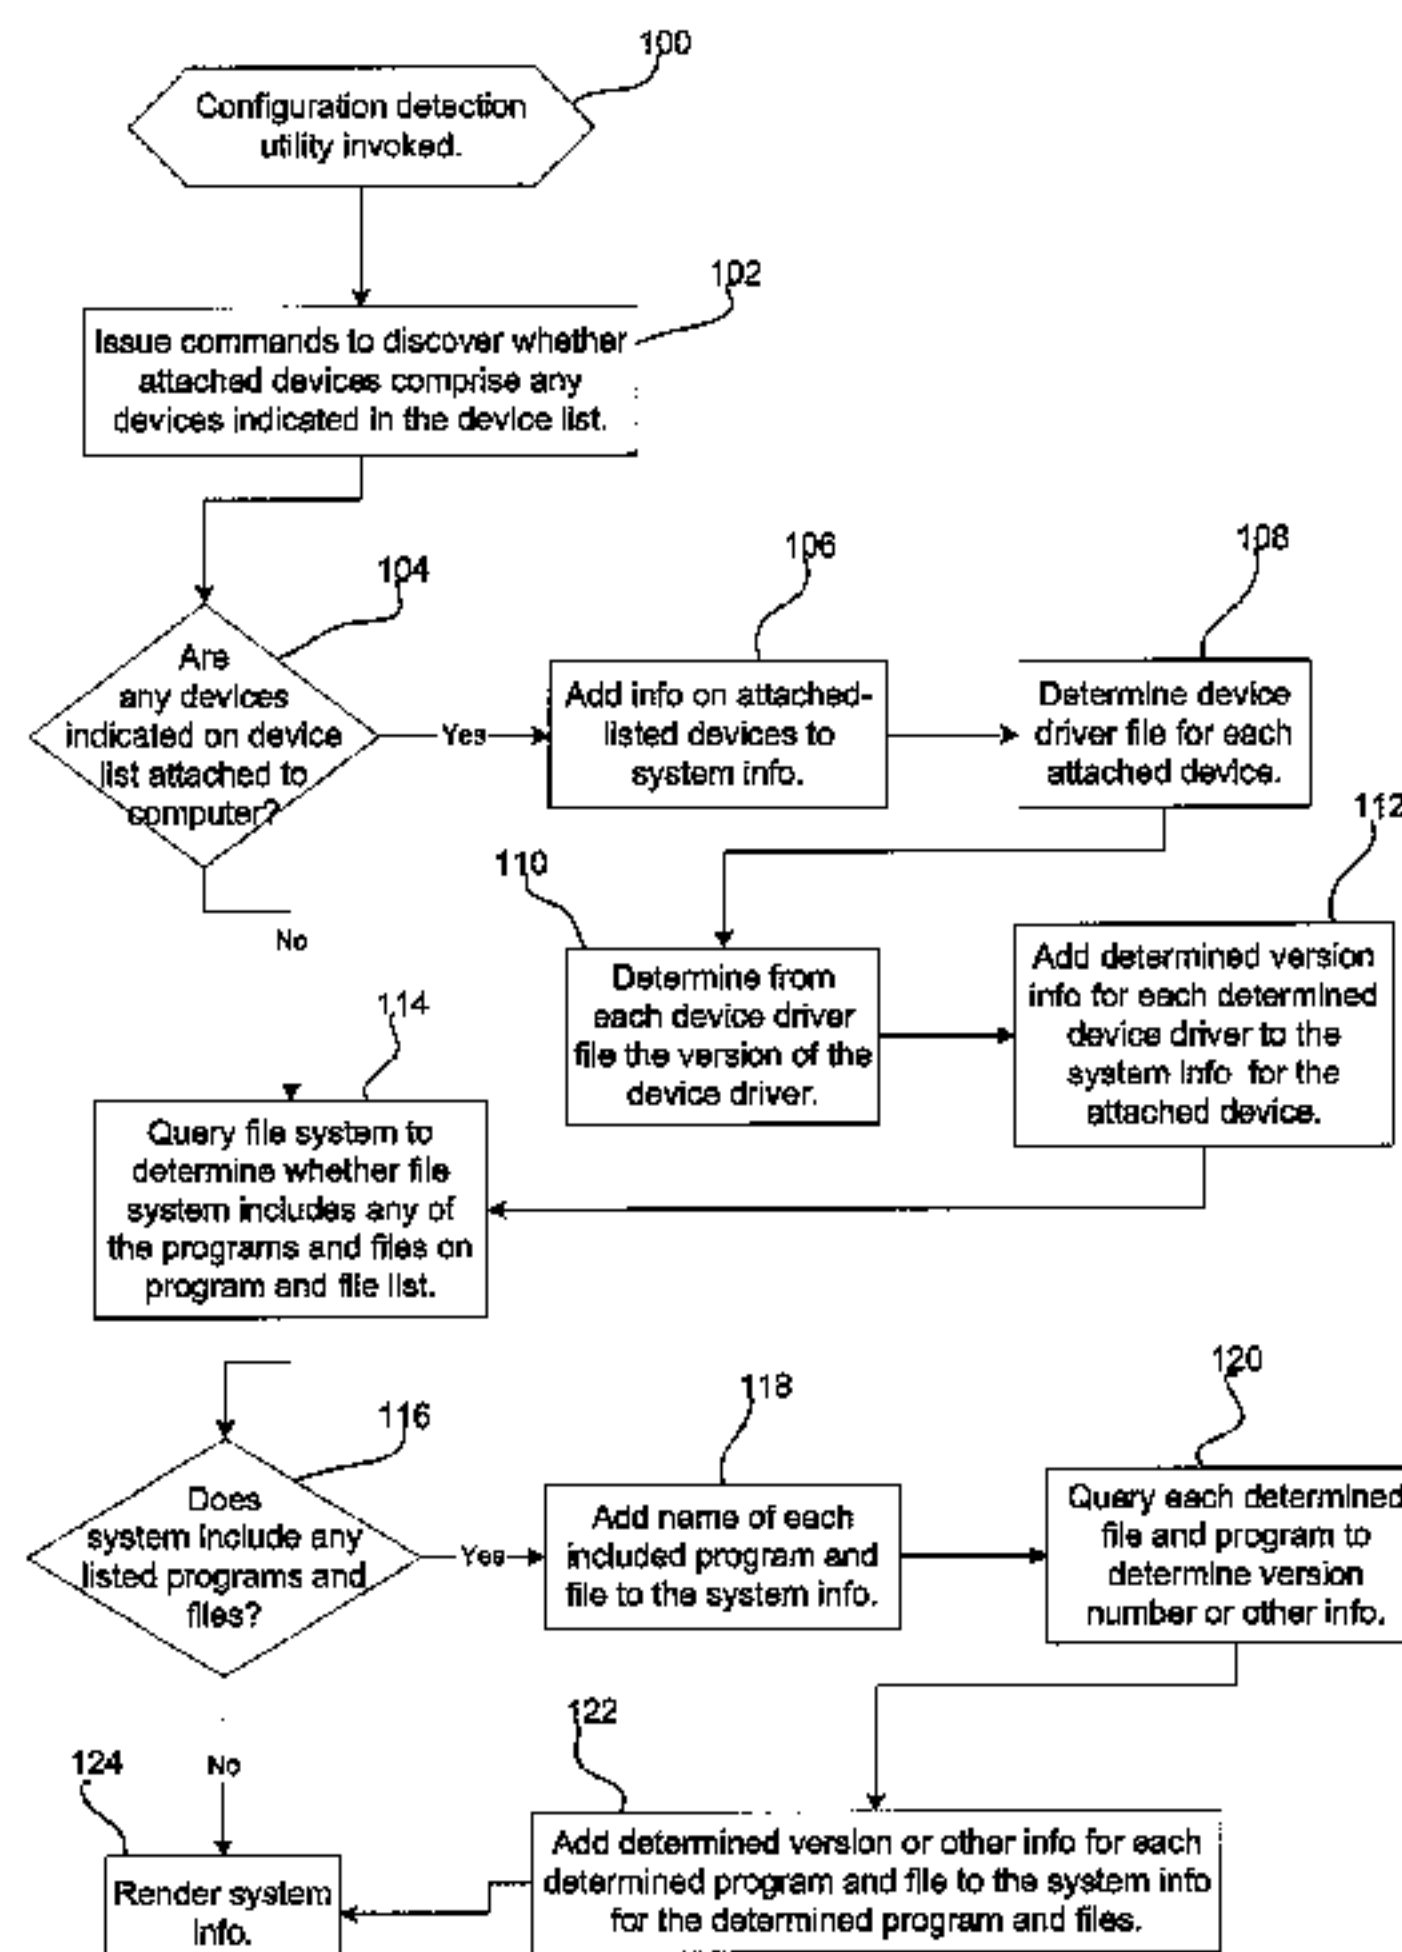 100
Configuration detection
utility invoked.
102
Issue commands to discover whether
attached devices comprise any
devices indicated in the device list.
104
Are
any devices
indicated on device
list attached to
computer?
Yes
No
106
Add info on attached-
listed devices to
system info.
108
Determine device
driver file for each
attached device.
110
Determine from
each device driver
file the version of the
device driver.
112
Add determined version
info for each determined
device driver to the
system info for the
attached device.
114
Query file system to
determine whether file
system includes any of
the programs and files on
program and file list.
116
Does
system include any
listed programs and
files?
Yes
No
118
Add name of each
included program and
file to the system info.
120
Query each determined
file and program to
determine version
number or other info.
122
Add determined version or other info for each
determined program and file to the system info
for the determined program and files.
124
Render system
info.